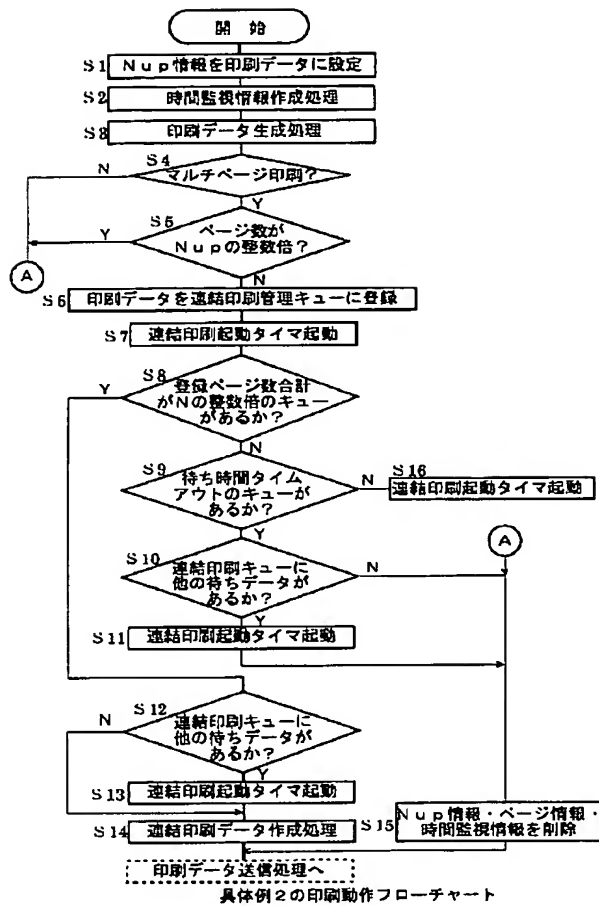 開 始
S1 Nup情報を印刷データに設定
S2 時間監視情報作成処理
S3 印刷データ生成処理
S4
N マルチページ印刷？
Y
S5
Y ページ数が
Nupの整数倍？
A
N
S6 印刷データを連結印刷管理キューに登録
S7 連結印刷起動タイマ起動
S8
Y 登録ページ数合計
がNの整数倍のキュー
があるか？
N
S9
待ち時間タイム
アウトのキューが
あるか？
N
S16
連結印刷起動タイマ起動
Y
A
S10
連結印刷キューに
他の待ちデータが
あるか？
N
Y
S11 連結印刷起動タイマ起動
S12
N 連結印刷キューに
他の待ちデータが
あるか？
Y
S13 連結印刷起動タイマ起動
S14 連結印刷データ作成処理
S15 Nup情報・ページ情報・
時間監視情報を削除
印刷データ送信処理へ
具体例2の印刷動作フローチャート